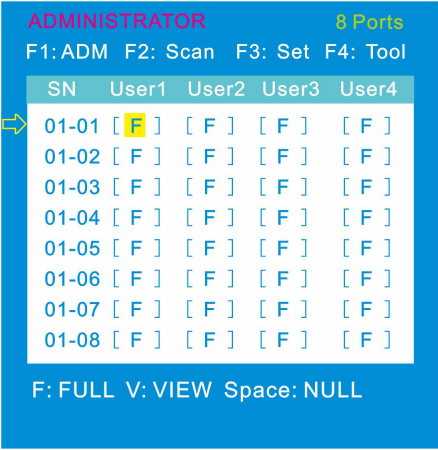 ADMINISTRATOR 8 Ports
F1: ADM F2: Scan F3: Set F4: Tool
SN User1 User2 User3 User4
01-01 [ F ] [ F ] [ F ] [ F ]
01-02 [ F ] [ F ] [ F ] [ F ]
01-03 [ F ] [ F ] [ F ] [ F ]
01-04 [ F ] [ F ] [ F ] [ F ]
01-05 [ F ] [ F ] [ F ] [ F ]
01-06 [ F ] [ F ] [ F ] [ F ]
01-07 [ F ] [ F ] [ F ] [ F ]
01-08 [ F ] [ F ] [ F ] [ F ]
F: FULL V: VIEW Space: NULL